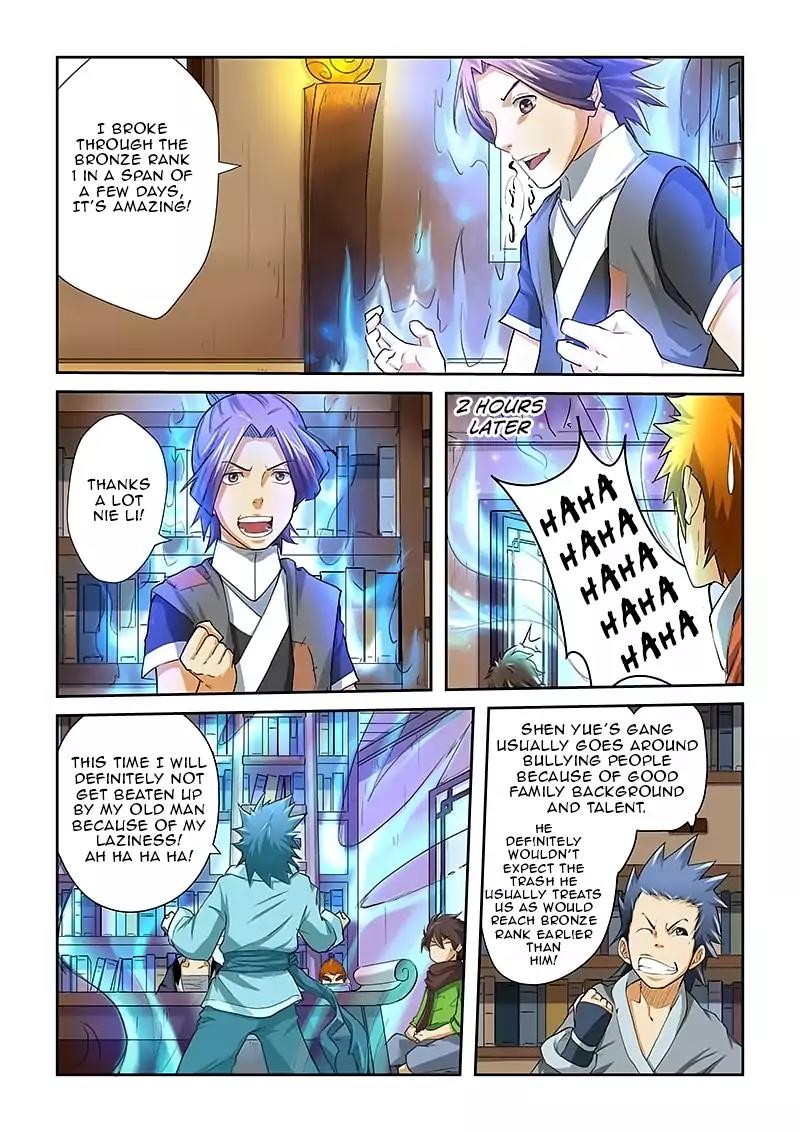 I BROKE
THROUGH THE
BRONZE RANK
1 IN A SPAN OF
A FEW DAYS,
IT'S AMAZING!
THANKS
A LOT
NIE LI!
2 HOURS
LATER
HAHA
HAHA
HAHA
HAHA
HAHA
THIS TIME I WILL
DEFINITELY NOT
GET BEATEN UP
BY MY OLD MAN
BECAUSE OF MY
LAZINESS!
AH HA HA HA!
SHEN YUE'S GANG
USUALLY GOES AROUND
BULLYING PEOPLE
BECAUSE OF GOOD
FAMILY BACKGROUND
AND TALENT.
HE
DEFINITELY
WOULDN'T
EXPECT THE
TRASH HE
USUALLY TREATS
US AS WOULD
REACH BRONZE
RANK EARLIER
THAN
HIM!